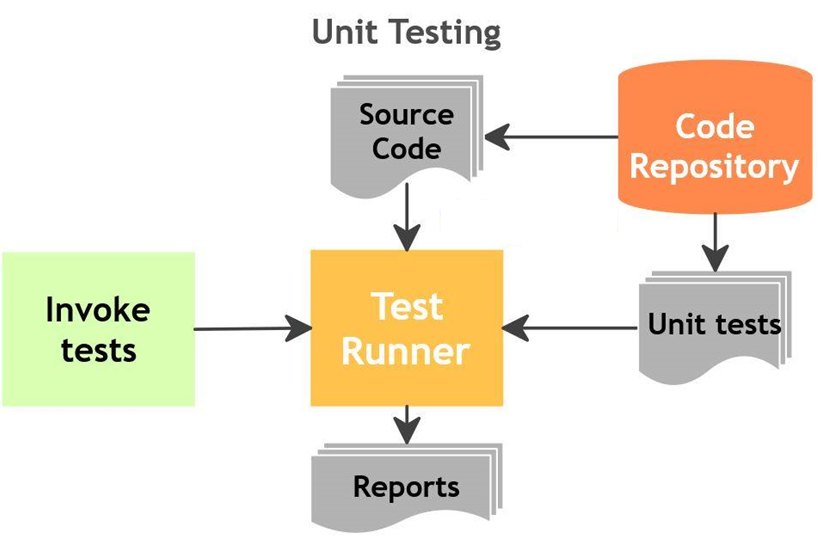 Unit Testing
Source
Code
Code
Repository
Invoke
tests
Test
Runner
Unit tests
Reports